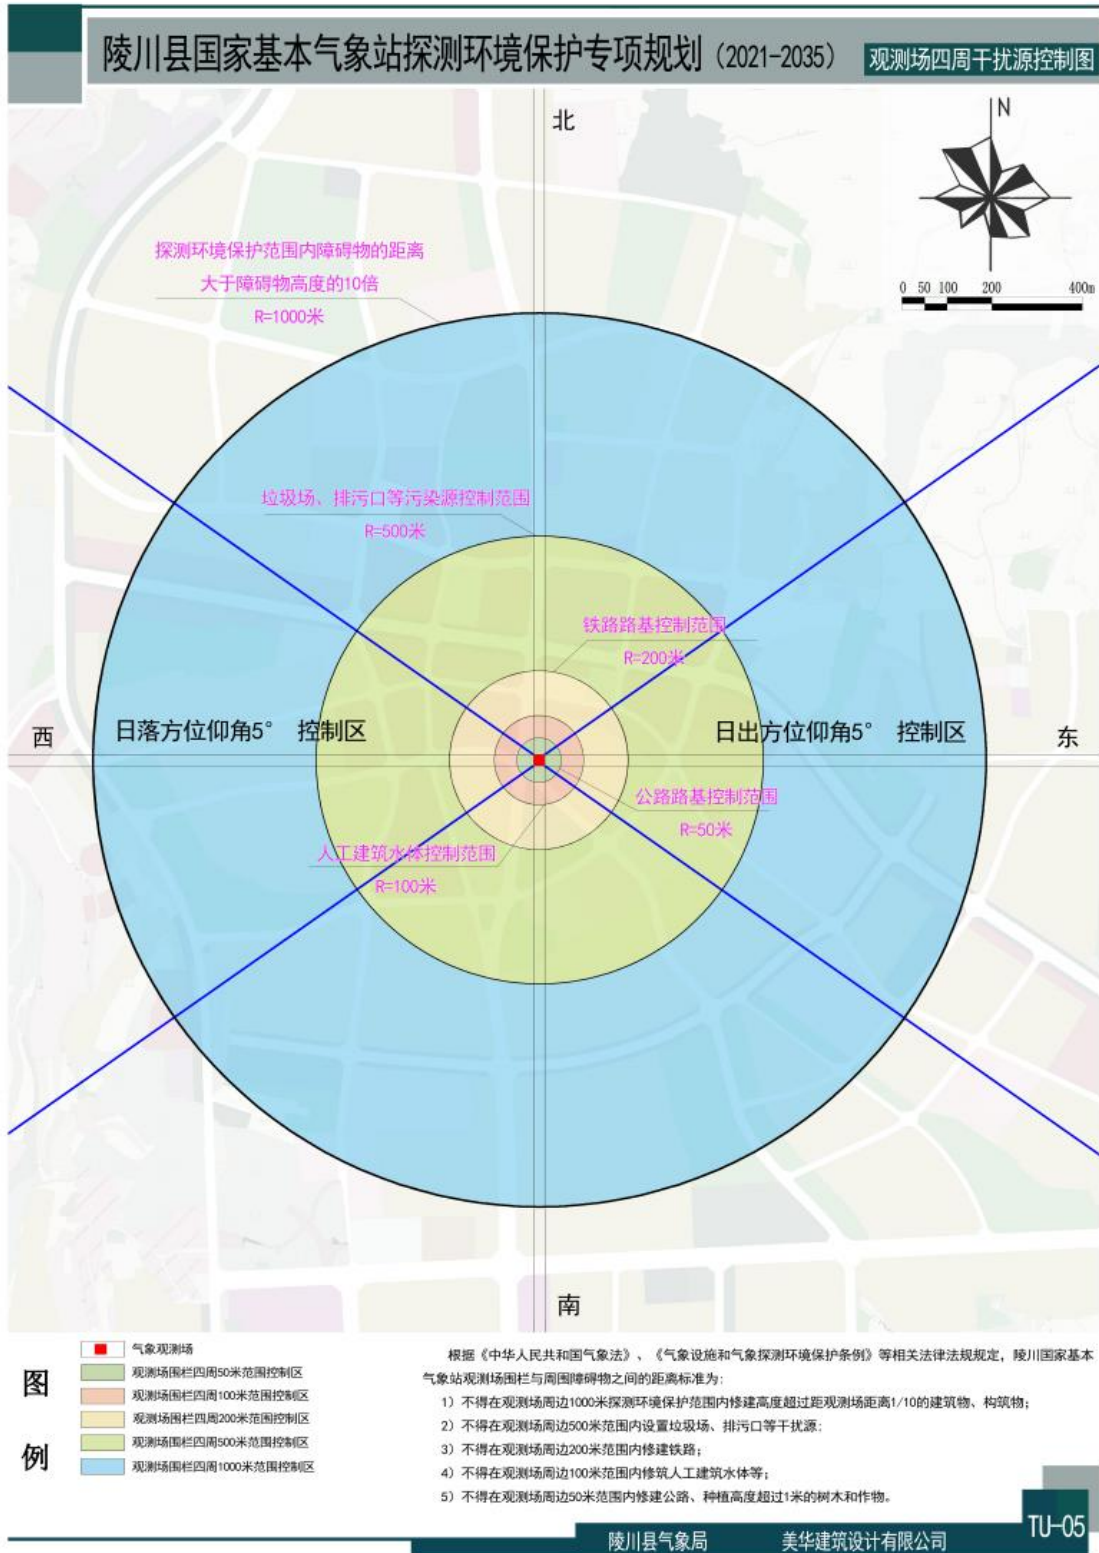 陵川县国家基本气象站探测环境保护专项规划（2021-2035）
观测场四周干扰源控制图
北
N
探测环境保护范围内障碍物的距离
大于障碍物高度的10倍
R=1000米
0 50 100 200 400m
垃圾场、排污口等污染源控制范围
R=500米
铁路路基控制范围
R=200米
西
日落方位仰角5° 控制区
日出方位仰角5° 控制区
东
公路路基控制范围
R=50米
人工建筑水体控制范围
R=100米
南
图例
气象观测场
观测场围栏四周50米范围控制区
观测场围栏四周100米范围控制区
观测场围栏四周200米范围控制区
观测场围栏四周500米范围控制区
观测场围栏四周1000米范围控制区
根据《中华人民共和国气象法》、《气象设施和气象探测环境保护条例》等相关法律法规规定，陵川国家基本
气象站观测场围栏与周围障碍物之间的距离标准为：
1）不得在观测场周边1000米探测环境保护范围内修建高度超过距观测场距离1/10的建筑物、构筑物；
2）不得在观测场周边500米范围内设置垃圾场、排污口等干扰源；
3）不得在观测场周边200米范围内修建铁路；
4）不得在观测场周边100米范围内修筑人工建筑水体等；
5）不得在观测场周边50米范围内修建公路、种植高度超过1米的树木和作物。
TU-05
陵川县气象局
美华建筑设计有限公司